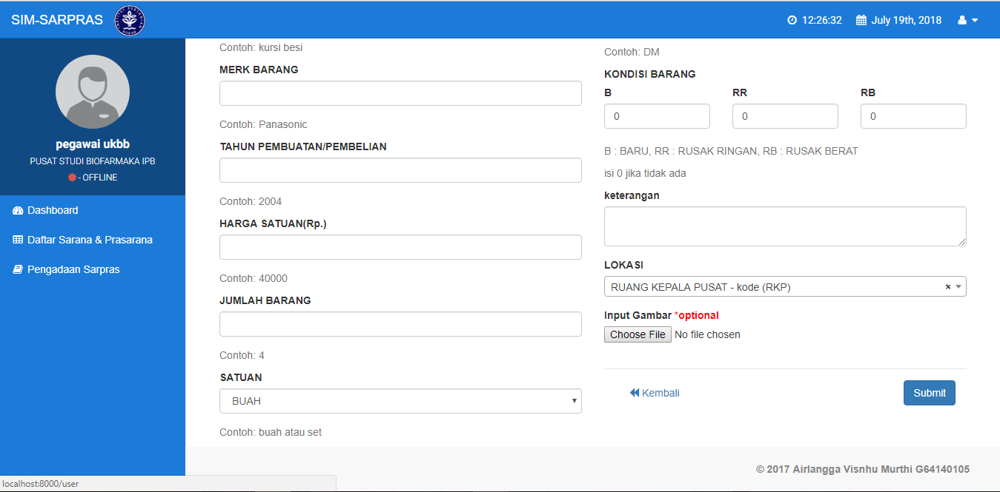 SIM-SARPRAS
INSTITUT PERTANIAN
BOGOR
12:26:32
July 19th, 2018
pegawai ukbb
PUSAT STUDI BIOFARMAKA IPB
- OFFLINE
Dashboard
Daftar Sarana & Prasarana
Pengadaan Sarpras
Contoh: kursi besi
MERK BARANG
Contoh: Panasonic
TAHUN PEMBUATAN/PEMBELIAN
Contoh: 2004
HARGA SATUAN(Rp.)
Contoh: 40000
JUMLAH BARANG
Contoh: 4
SATUAN
BUAH
Contoh: buah atau set
Contoh: DM
KONDISI BARANG
B RR RB
0 0 0
B : BARU, RR : RUSAK RINGAN, RB : RUSAK BERAT
isi 0 jika tidak ada
keterangan
LOKASI
RUANG KEPALA PUSAT - kode (RKP) ×
Input Gambar *optional
Choose File No file chosen
Kembali Submit
© 2017 Airlangga Visnhu Murthi G64140105
localhost:8000/user